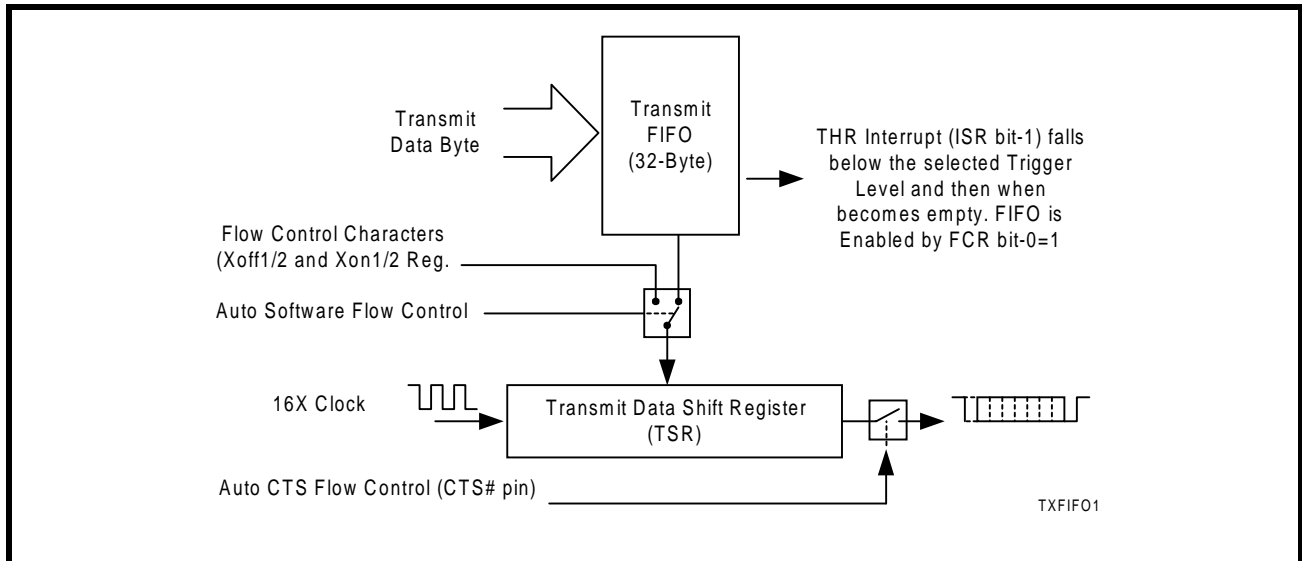 Transmit
Data Byte
Transmit
FIFO
(32-Byte)
THR Interrupt (ISR bit-1) falls
below the selected Trigger
Level and then when
becomes empty. FIFO is
Enabled by FCR bit-0=1
Flow Control Characters
(Xoff1/2 and Xon1/2 Reg.
Auto Software Flow Control
16X Clock
Transmit Data Shift Register
(TSR)
Auto CTS Flow Control (CTS# pin)
TXFIFO1